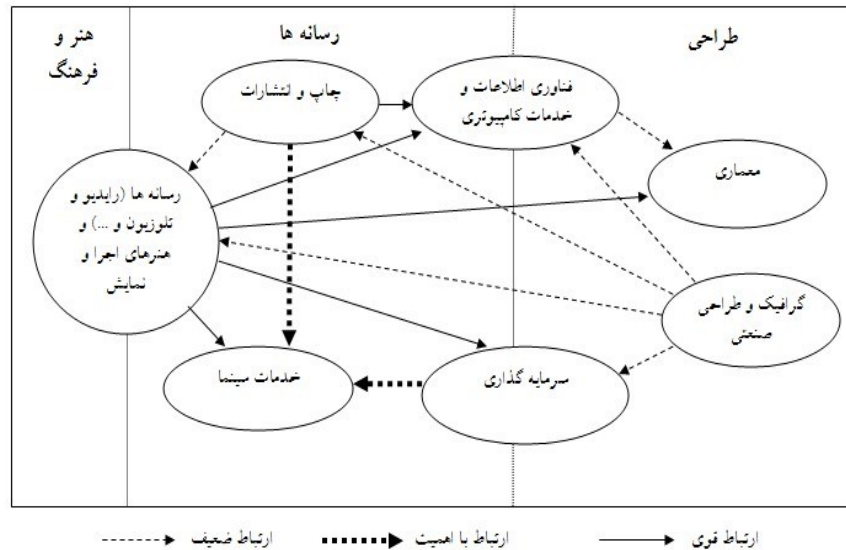 طراحی
رسانه ها
هنر و
فرهنگ
چاپ و انتشارات
فناوری اطلاعات و
خدمات کامپیوتری
معماری
رسانه ها (رایدیو و
تلوزیون و ...) و
هنرهای اجرا و
نمایش
گرافیک و طراحی
صنعتی
سرمایه گذاری
خدمات سینما
ارتباط قوی
ارتباط با اهمیت
ارتباط ضعیف